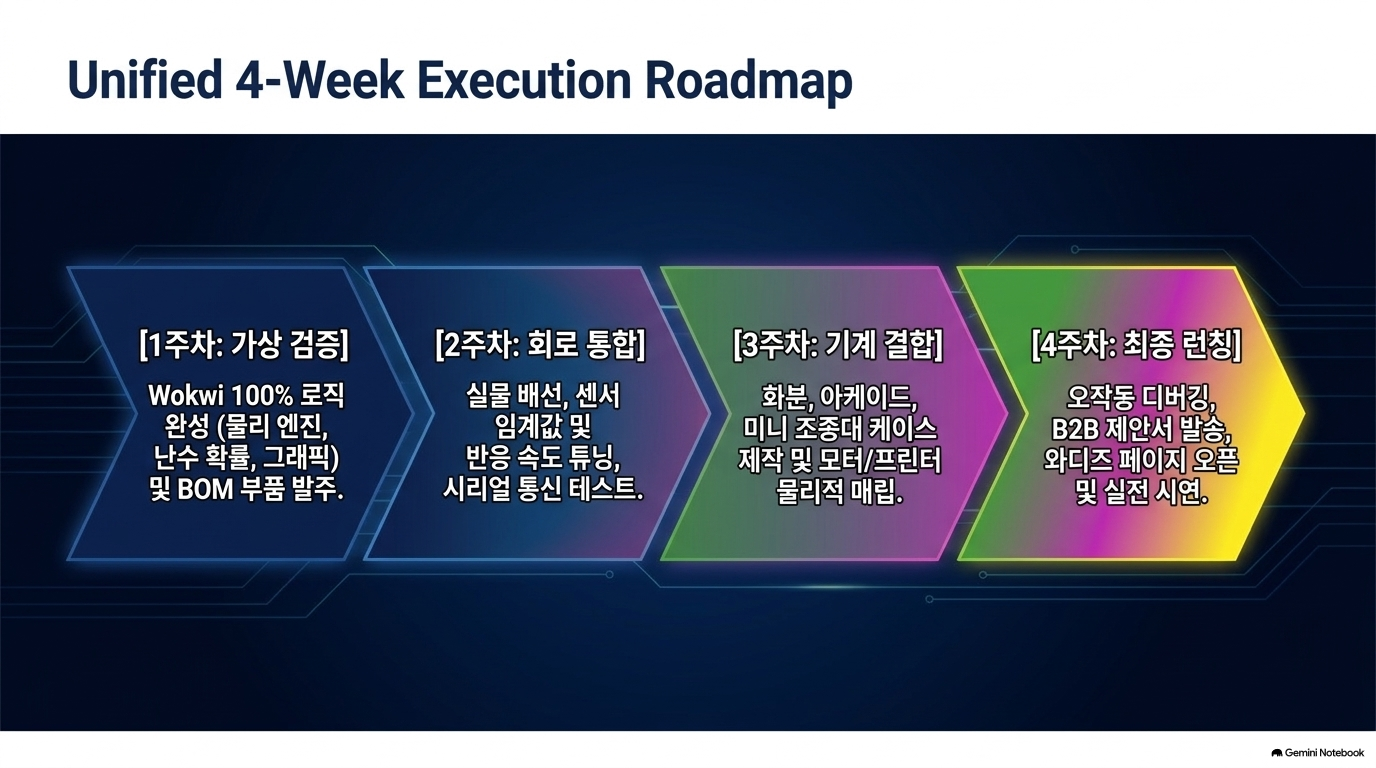 Unified 4-Week Execution Roadmap
[1주차: 가상 검증]
Wokwi 100% 로직
완성 (물리 엔진,
난수 확률, 그래픽)
및 BOM 부품 발주.
[2주차: 회로 통합]
실물 배선, 센서
임계값 및
반응 속도 튜닝,
시리얼 통신 테스트.
[3주차: 기계 결합]
화분, 아케이드,
미니 조종대 케이스
제작 및 모터/프린터
물리적 매립.
[4주차: 최종 런칭]
오작동 디버깅,
B2B 제안서 발송,
와디즈 페이지 오픈
및 실전 시연.
Gemini Notebook